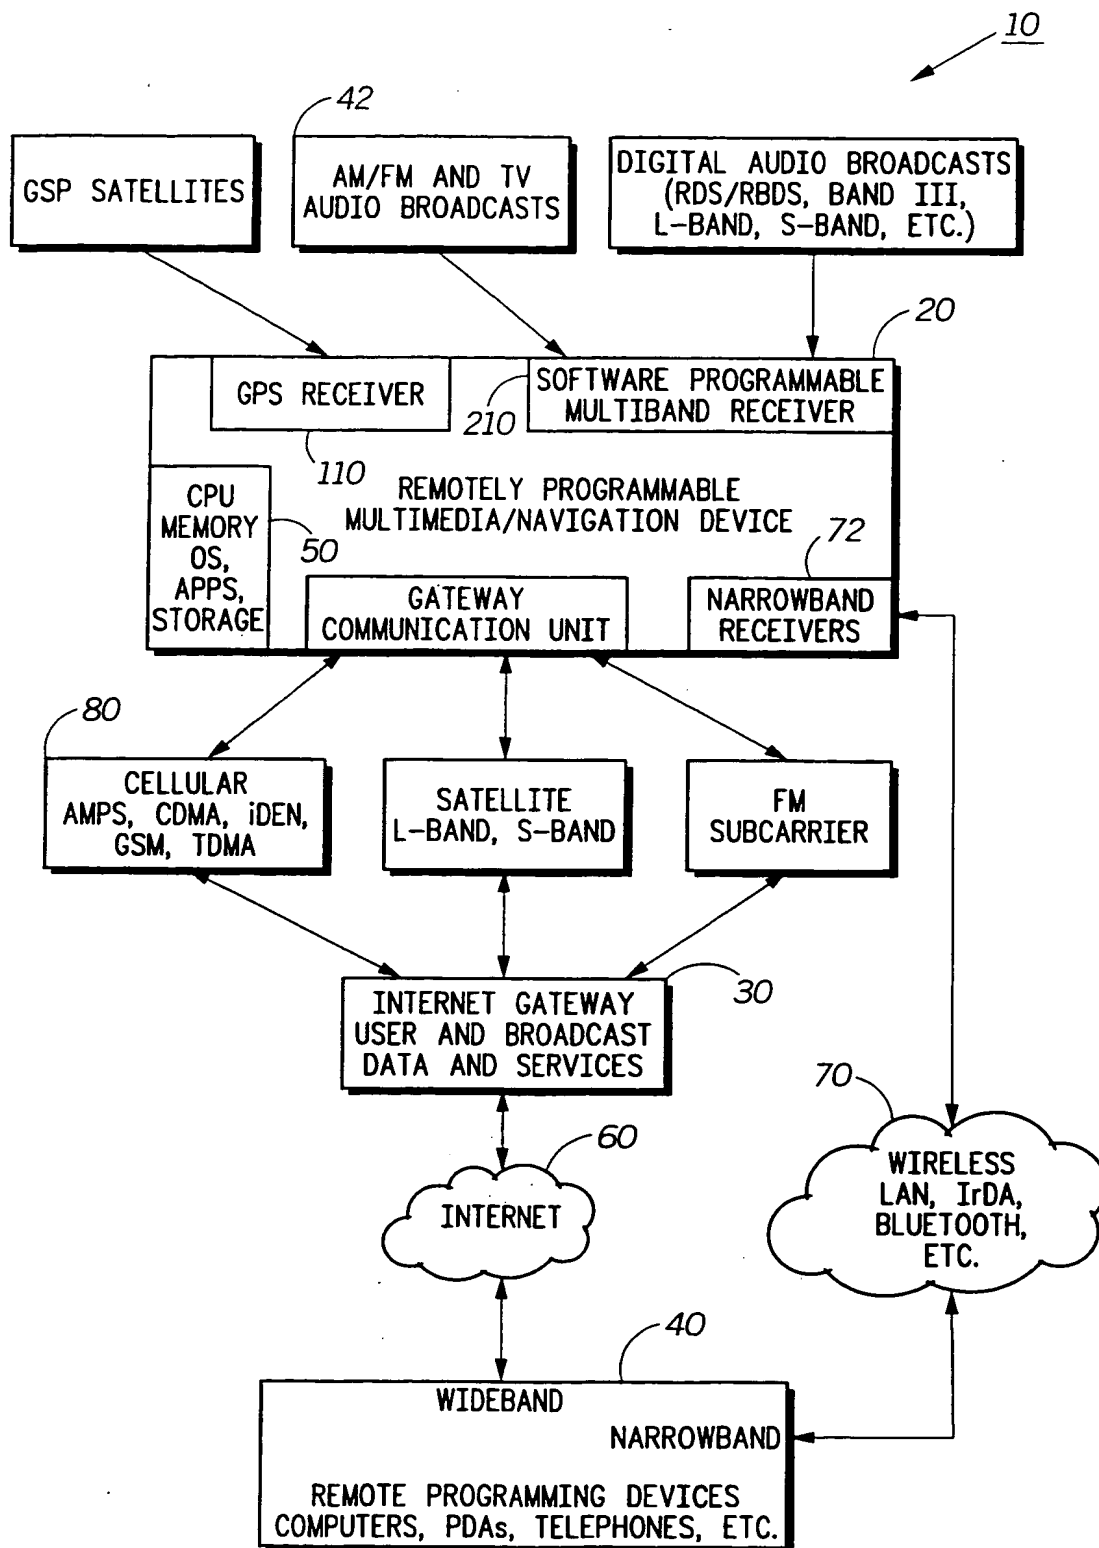 10
42
GSP SATELLITES
AM/FM AND TV
AUDIO BROADCASTS
DIGITAL AUDIO BROADCASTS
(RDS/RBDS, BAND III,
L-BAND, S-BAND, ETC.)
20
GPS RECEIVER
110
210
SOFTWARE PROGRAMMABLE
MULTIBAND RECEIVER
REMOTELY PROGRAMMABLE
MULTIMEDIA/NAVIGATION DEVICE
CPU
MEMORY
OS,
APPS,
STORAGE
50
72
GATEWAY
COMMUNICATION UNIT
NARROWBAND
RECEIVERS
80
CELLULAR
AMPS, CDMA, iDEN,
GSM, TDMA
SATELLITE
L-BAND, S-BAND
FM
SUBCARRIER
30
INTERNET GATEWAY
USER AND BROADCAST
DATA AND SERVICES
70
WIRELESS
LAN, IrDA,
BLUETOOTH,
ETC.
60
INTERNET
40
WIDEBAND
NARROWBAND
REMOTE PROGRAMMING DEVICES
COMPUTERS, PDAs, TELEPHONES, ETC.